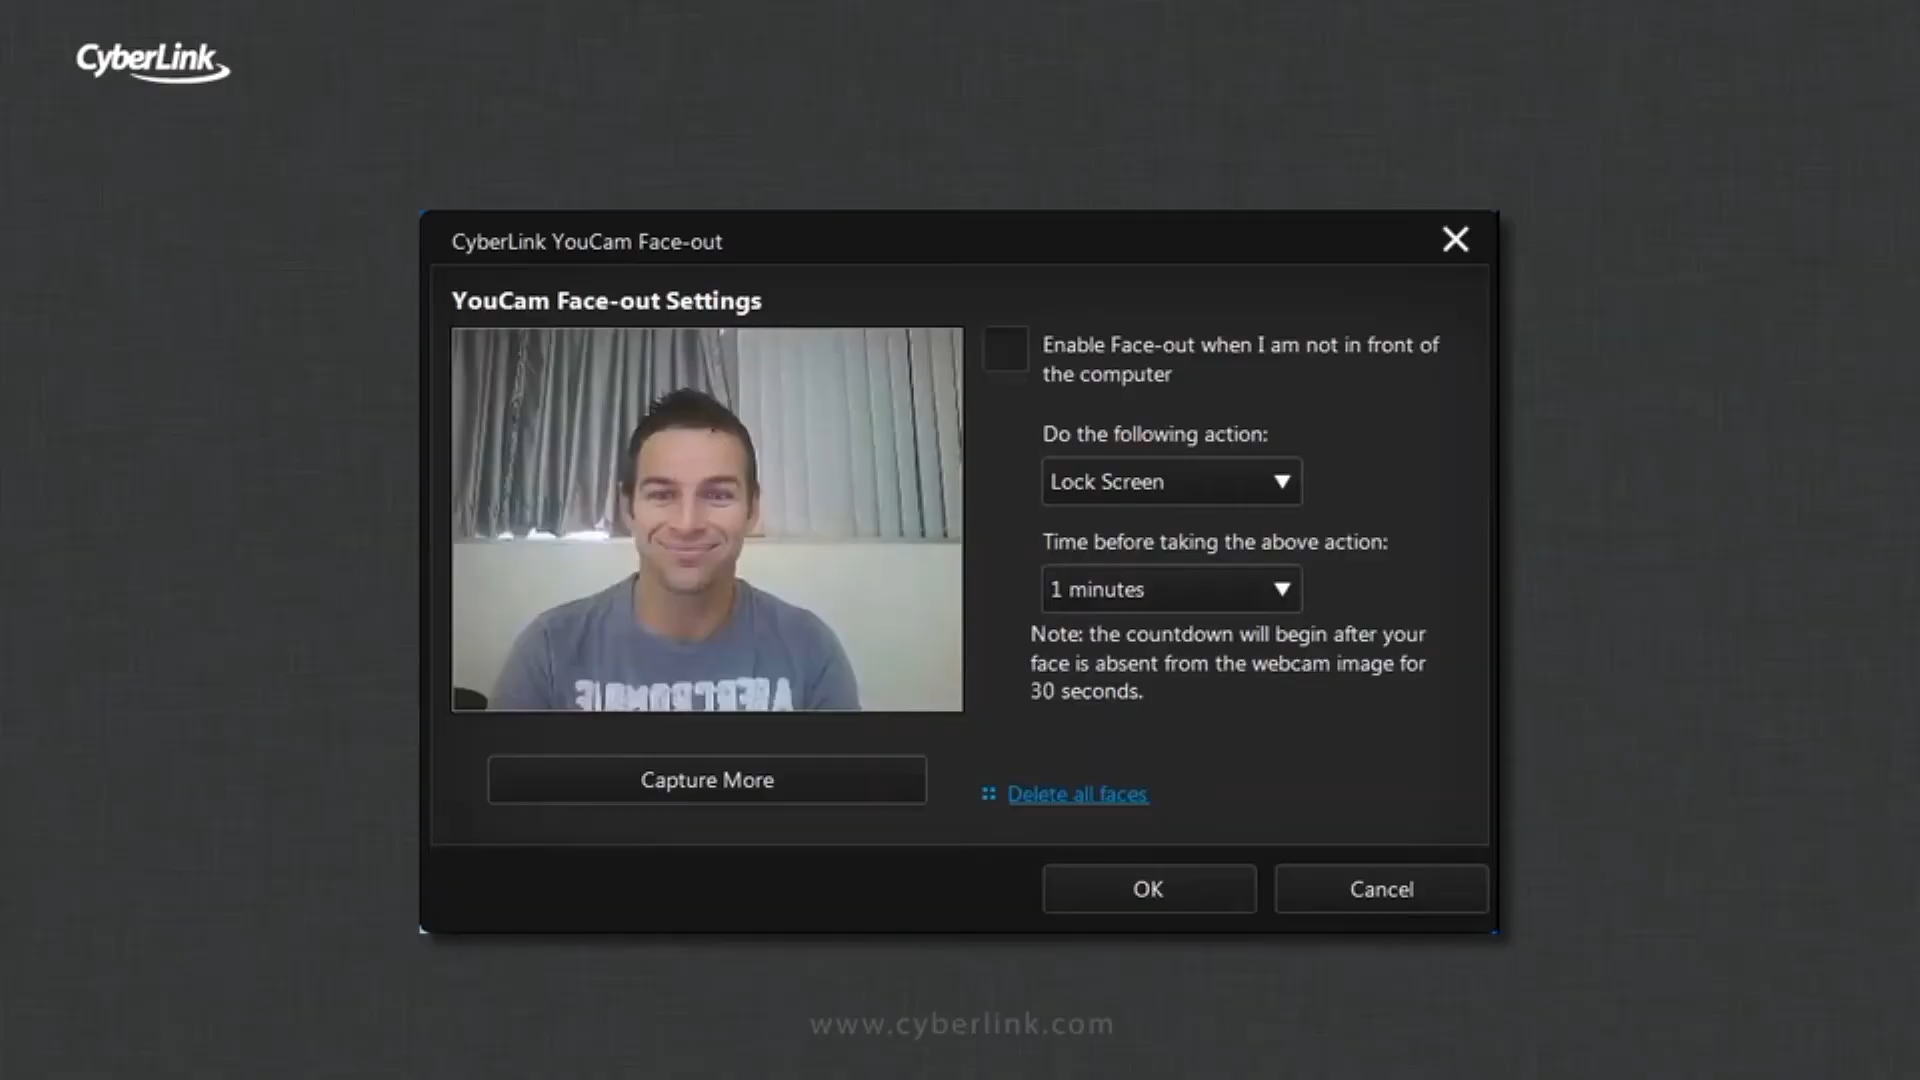 CyberLink
CyberLink YouCam Face-out
YouCam Face-out Settings
Enable Face-out when I am not in front of
the computer
Do the following action:
Lock Screen
Time before taking the above action:
1 minutes
Note: the countdown will begin after your
face is absent from the webcam image for
30 seconds.
ABERCROMBIE
Capture More
Delete all faces
OK
Cancel
www.cyberlink.com